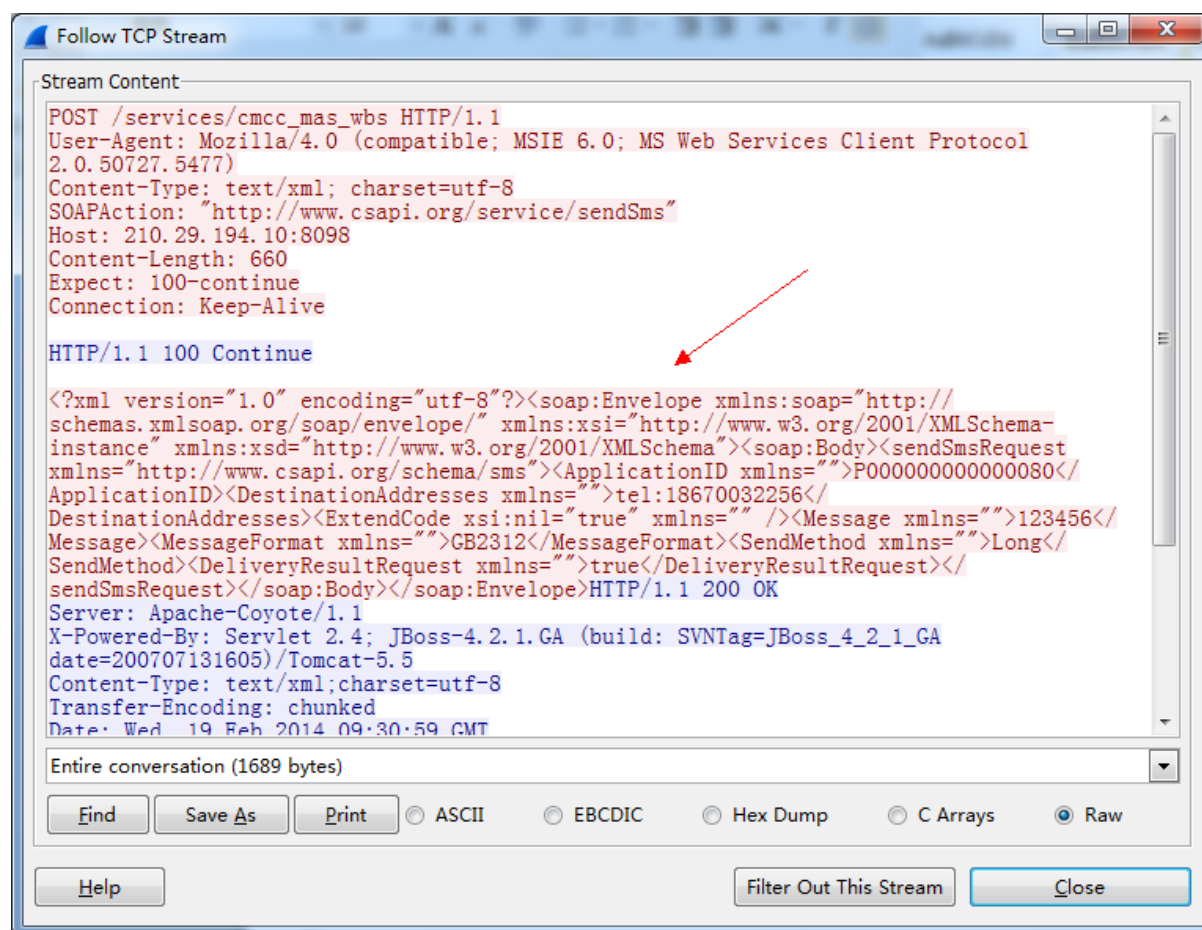 Follow TCP Stream
Stream Content
POST /services/cmcc_mas_wbs HTTP/1.1
User-Agent: Mozilla/4.0 (compatible; MSIE 6.0; MS Web Services Client Protocol
2.0.50727.5477)
Content-Type: text/xml; charset=utf-8
SOAPAction: "http://www.csapi.org/service/sendSms"
Host: 210.29.194.10:8098
Content-Length: 660
Expect: 100-continue
Connection: Keep-Alive
HTTP/1.1 100 Continue
<?xml version="1.0" encoding="utf-8"?><soap:Envelope xmlns:soap="http://
schemas.xmlsoap.org/soap/envelope/" xmlns:xsi="http://www.w3.org/2001/XMLSchema-
instance" xmlns:xsd="http://www.w3.org/2001/XMLSchema"><soap:Body><sendSmsRequest
xmlns="http://www.csapi.org/schema/sms"><ApplicationID xmlns="">P000000000000080</
ApplicationID><DestinationAddresses xmlns="">tel:18670032256</
DestinationAddresses><ExtendCode xsi:nil="true" xmlns="" /><Message xmlns="">123456</
Message><MessageFormat xmlns="">GB2312</MessageFormat><SendMethod xmlns="">Long</
SendMethod><DeliveryResultRequest xmlns="">true</DeliveryResultRequest></
sendSmsRequest></soap:Body></soap:Envelope>HTTP/1.1 200 OK
Server: Apache-Coyote/1.1
X-Powered-By: Servlet 2.4; JBoss-4.2.1.GA (build: SVNTag=JBoss_4_2_1_GA
date=200707131605)/Tomcat-5.5
Content-Type: text/xml;charset=utf-8
Transfer-Encoding: chunked
Date: Wed, 19 Feb 2014 09:30:59 GMT
Entire conversation (1689 bytes)
Find Save As Print ASCII EBCDIC Hex Dump C Arrays Raw
Help Filter Out This Stream Close